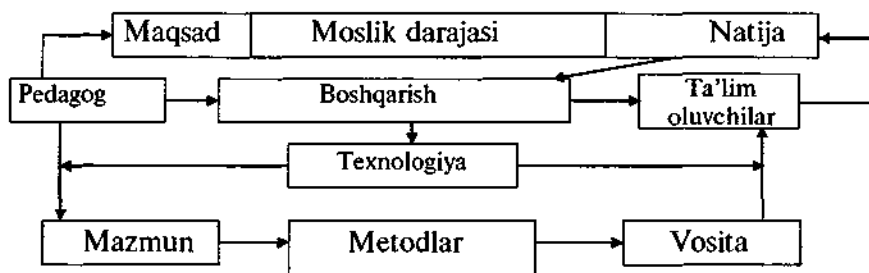 Maqsad Moslik darajasi Natija
Pedagog Boshqarish Ta’lim
oluvchilar
Texnologiya
Mazmun Metodlar Vosita